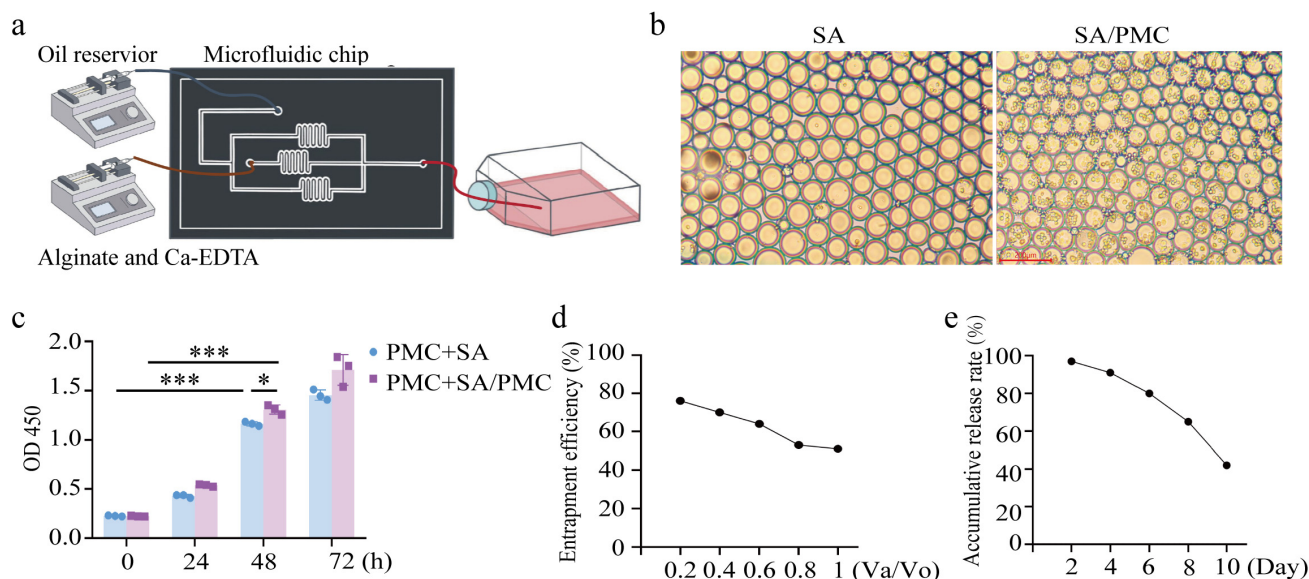 a
Oil reservior
Microfluidic chip
Alginate and Ca-EDTA
b
SA
SA/PMC
200μm
c
OD 450
2.0
1.5
1.0
0.5
0.0
***
***
*
PMC+SA
PMC+SA/PMC
0 24 48 72 (h)
d
Entrapment efficiency (%)
100
80
60
40
20
0
0.2 0.4 0.6 0.8 1 (Va/Vo)
e
Accumulative release rate (%)
100
80
60
40
20
0
2 4 6 8 10 (Day)